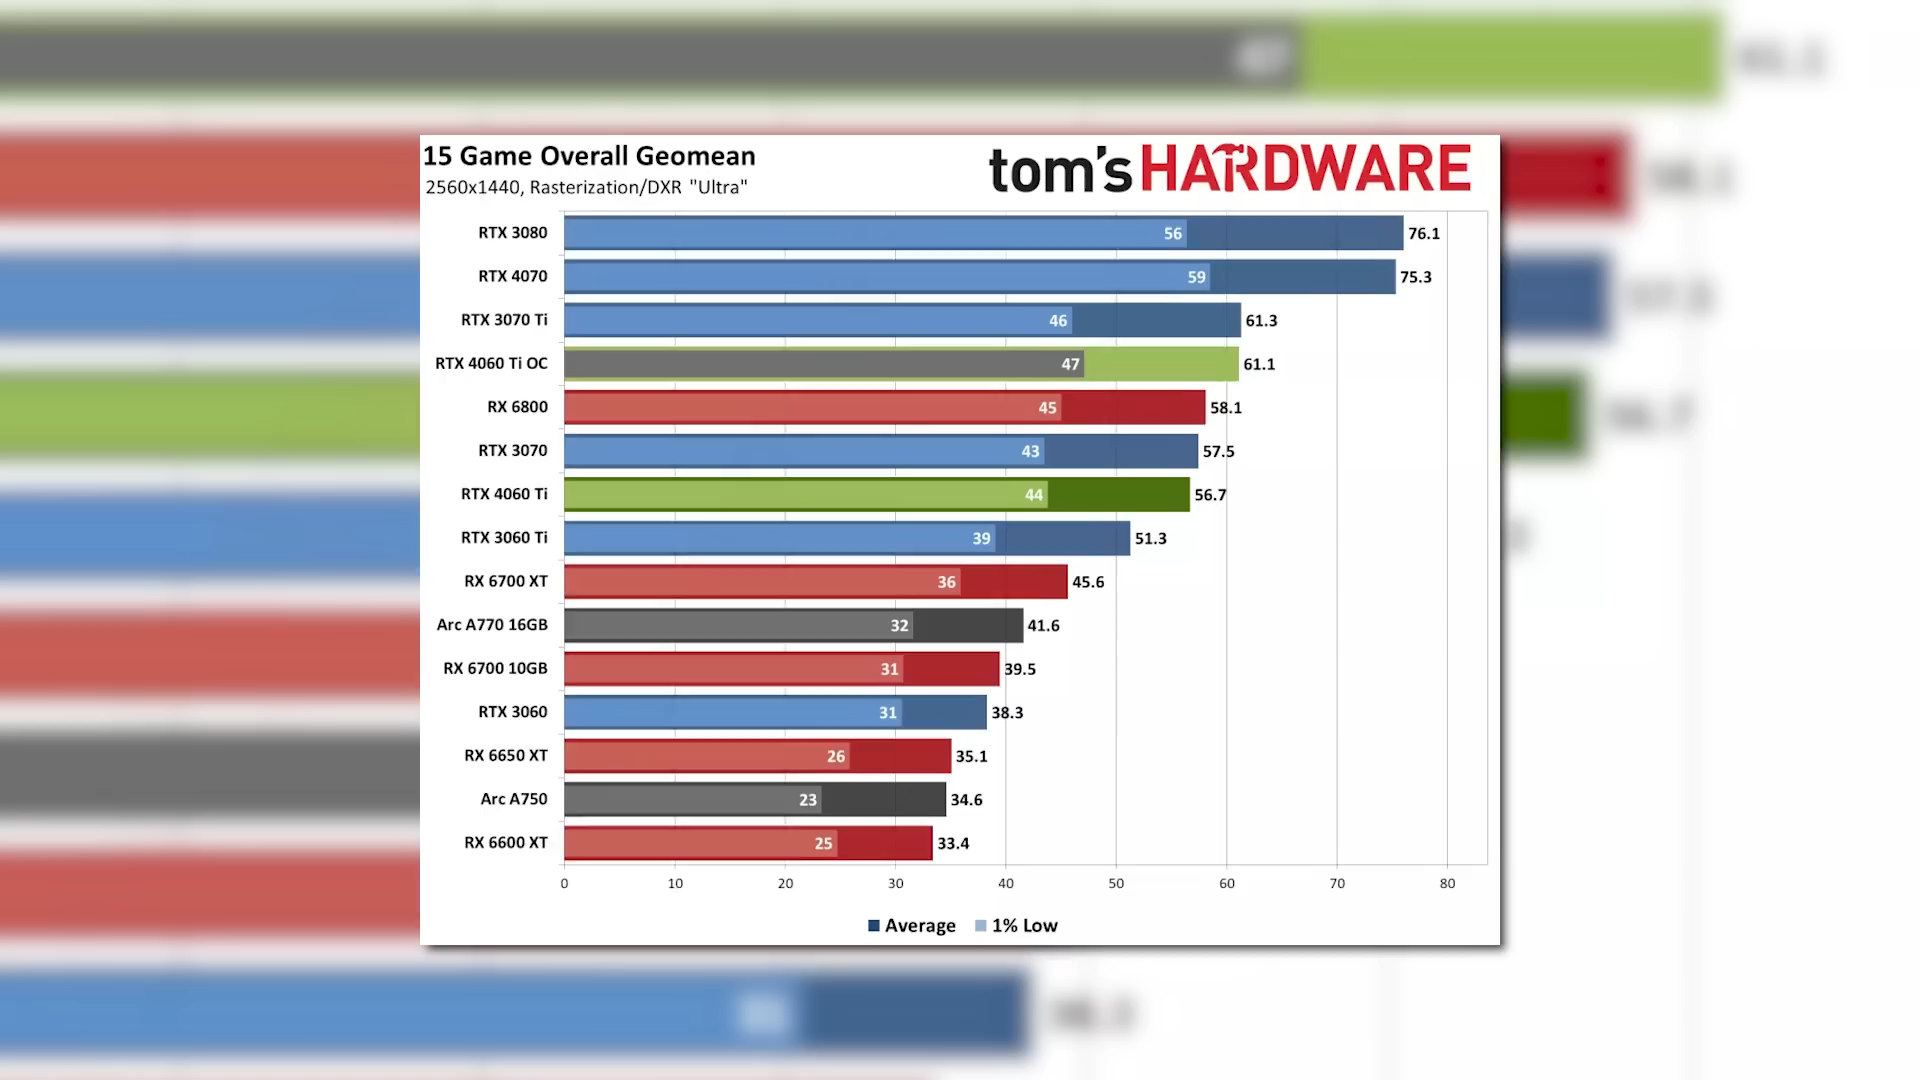 15 Game Overall Geomean
2560x1440, Rasterization/DXR "Ultra"
tom's HARDWARE
RTX 3080 56 76.1
RTX 4070 59 75.3
RTX 3070 Ti 46 61.3
RTX 4060 Ti OC 47 61.1
RX 6800 45 58.1
RTX 3070 43 57.5
RTX 4060 Ti 44 56.7
RTX 3060 Ti 39 51.3
RX 6700 XT 36 45.6
Arc A770 16GB 32 41.6
RX 6700 10GB 31 39.5
RTX 3060 31 38.3
RX 6650 XT 26 35.1
Arc A750 23 34.6
RX 6600 XT 25 33.4
0 10 20 30 40 50 60 70 80
Average 1% Low